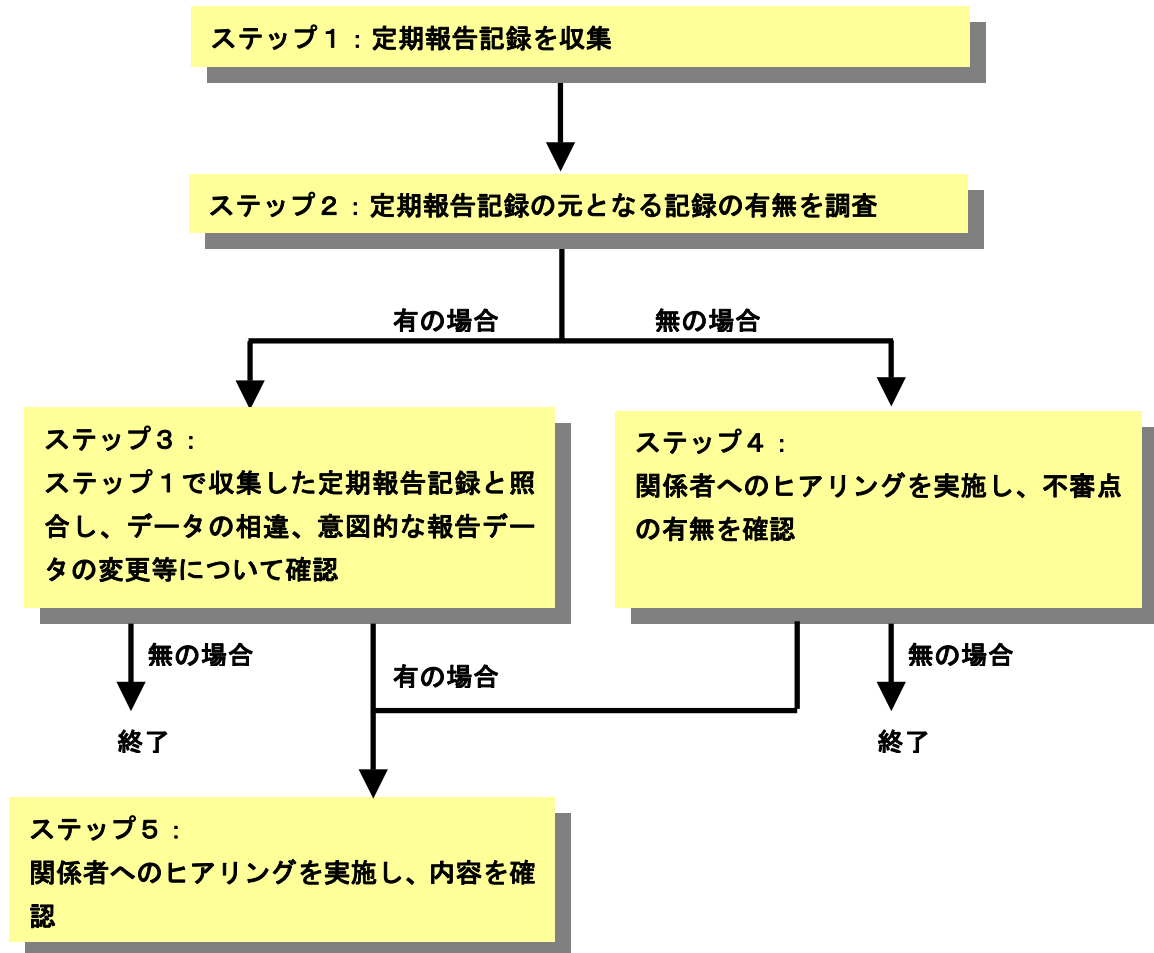 ステップ１：定期報告記録を収集
ステップ２：定期報告記録の元となる記録の有無を調査
有の場合
無の場合
ステップ３：
ステップ１で収集した定期報告記録と照
合し、データの相違、意図的な報告デー
タの変更等について確認
ステップ４：
関係者へのヒアリングを実施し、不審点
の有無を確認
無の場合
有の場合
無の場合
終了
終了
ステップ５：
関係者へのヒアリングを実施し、内容を確
認